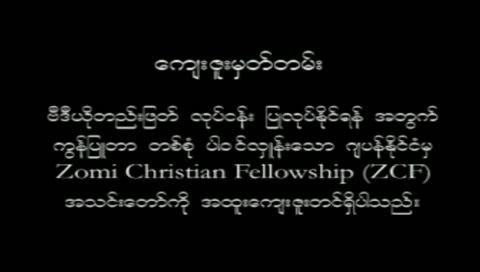 ကျေးဇူးမှတ်တမ်း
ဗီဒီယိုတည်းဖြတ် လုပ်ငန်း ပြုလုပ်နိုင်ရန် အတွက်
ကွန်ပြူတာ တစ်စုံ ပါဝင်လှူန်းသော ဂျပန်နိုင်ငံမှ
Zomi Christian Fellowship (ZCF)
အသင်းတော်ကို အထူးကျေးဇူးတင်ရှိပါသည်။